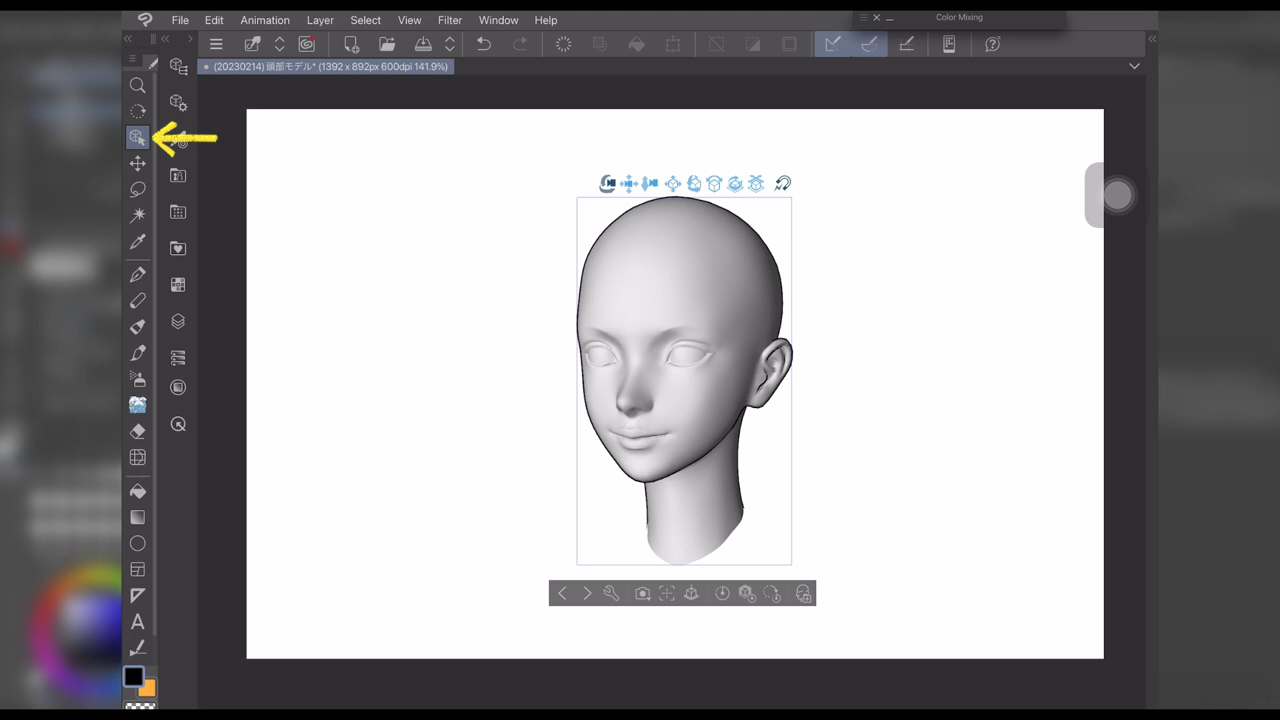 File Edit Animation Layer Select View Filter Window Help
Color Mixing
(20230214) 頭部モデル* (1392 x 892px 600dpi 141.9%)